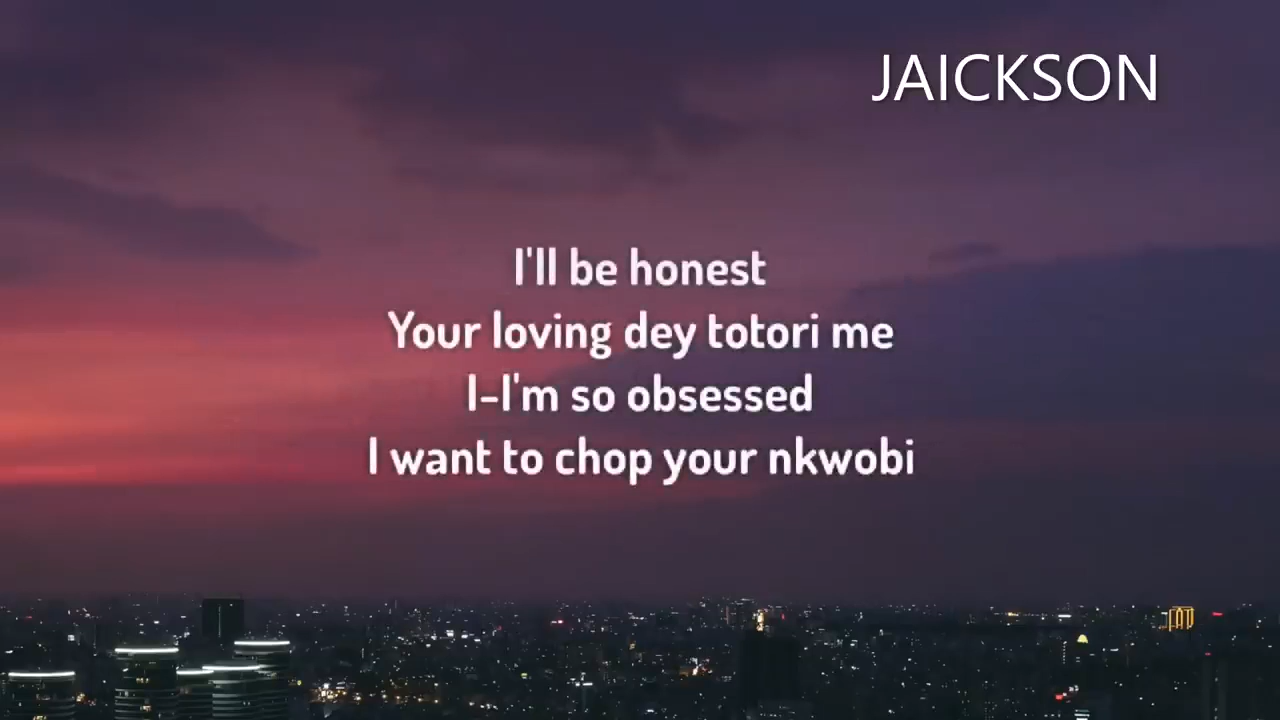 JAICKSON
I'll be honest
Your loving dey totori me
I-I'm so obsessed
I want to chop your nkwobi